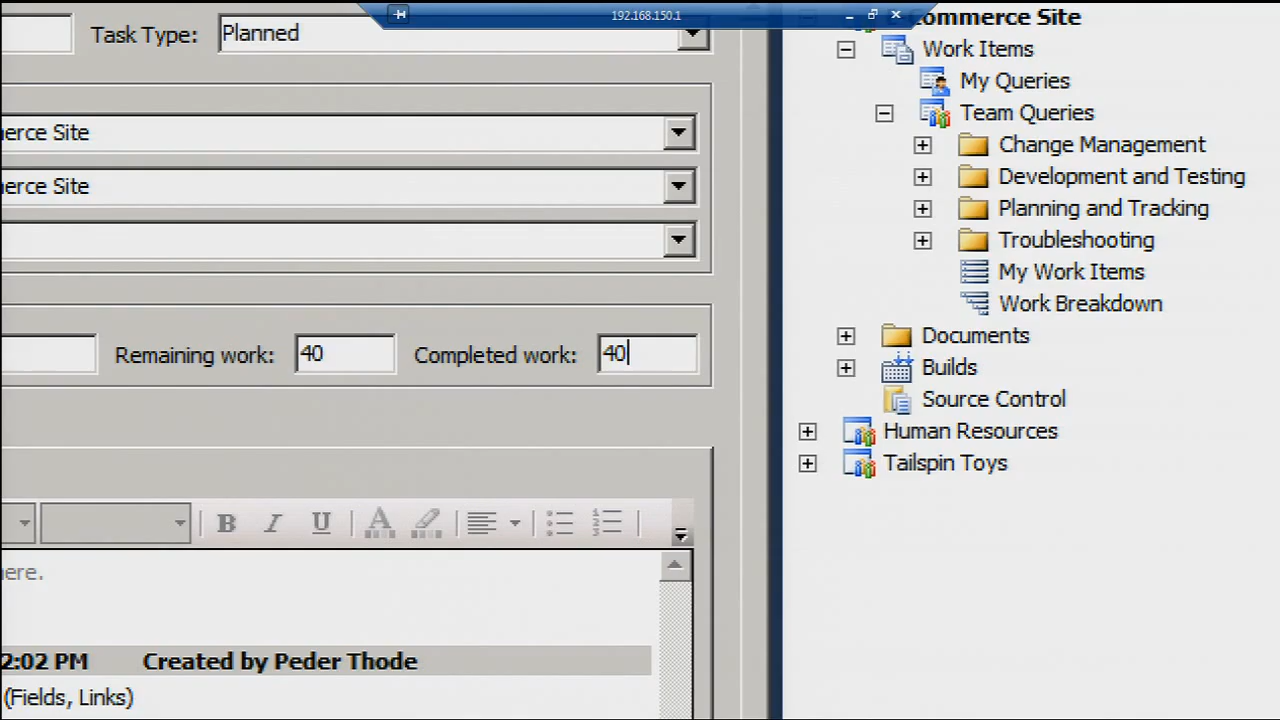 192.168.150.1
Task Type: Planned
erce Site
erce Site
Remaining work: 40 Completed work: 40
B I U A
ere.
2:02 PM Created by Peder Thode
(Fields, Links)
Commerce Site
Work Items
My Queries
Team Queries
Change Management
Development and Testing
Planning and Tracking
Troubleshooting
My Work Items
Work Breakdown
Documents
Builds
Source Control
Human Resources
Tailspin Toys